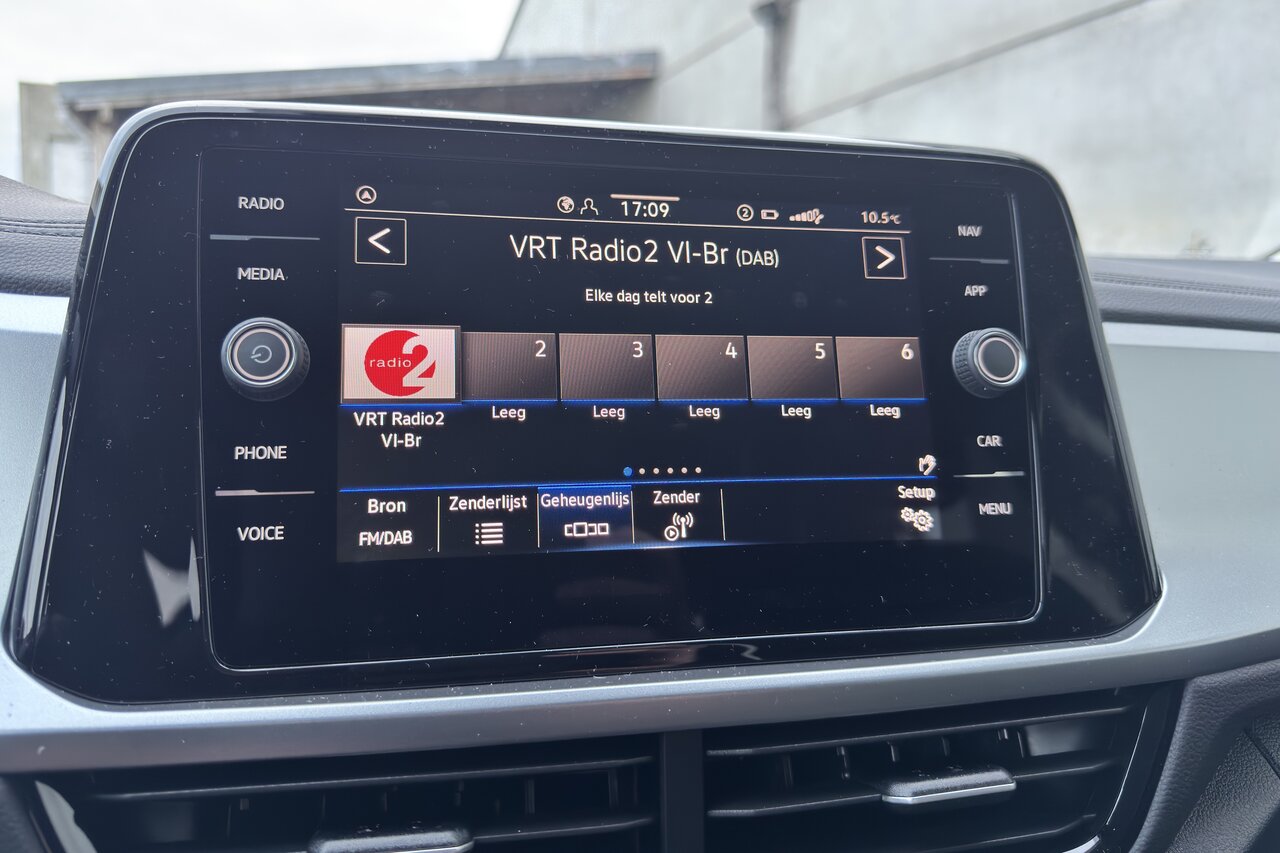 RADIO
MEDIA
PHONE
VOICE
17:09
2
10.5°C
VRT Radio2 Vl-Br (DAB)
Elke dag telt voor 2
radio 2
2
3
4
5
6
VRT Radio2
Vl-Br
Leeg
Leeg
Leeg
Leeg
Leeg
Bron
FM/DAB
Zenderlijst
Geheugenlijs
Zender
Setup
NAV
APP
CAR
MENU